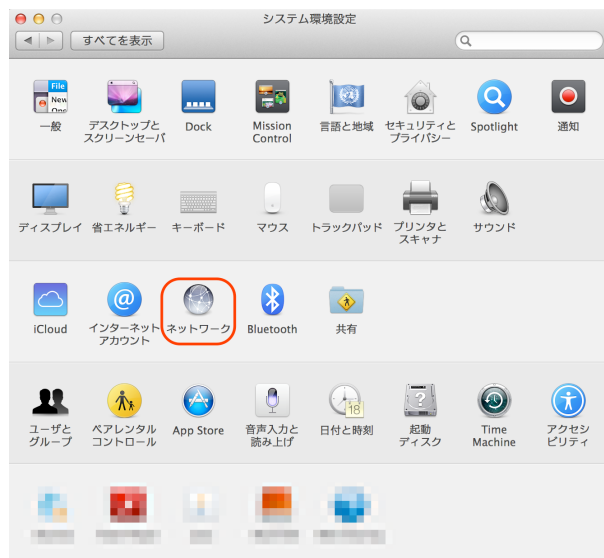 システム環境設定
すべてを表示
File
New
一般
デスクトップと
スクリーンセーバ
Dock
Mission
Control
言語と地域
セキュリティと
プライバシー
Spotlight
通知
ディスプレイ
省エネルギー
キーボード
マウス
トラックパッド
プリンタと
スキャナ
サウンド
iCloud
@
インターネット
アカウント
ネットワーク
Bluetooth
共有
ユーザと
グループ
ペアレンタル
コントロール
App Store
音声入力と
読み上げ
18
日付と時刻
?
起動
ディスク
Time
Machine
アクセシ
ビリティ